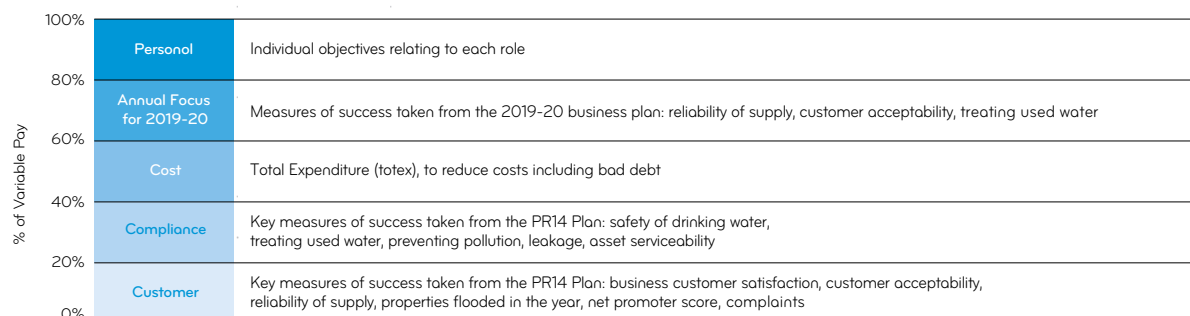 100%
Personol
Individual objectives relating to each role
80%
Annual Focus
for 2019-20
Measures of success taken from the 2019-20 business plan: reliability of supply, customer acceptability, treating used water
60%
Cost
Total Expenditure (totex), to reduce costs including bad debt
40%
Compliance
Key measures of success taken from the PR14 Plan: safety of drinking water,
treating used water, preventing pollution, leakage, asset serviceability
20%
Customer
Key measures of success taken from the PR14 Plan: business customer satisfaction, customer acceptability,
reliability of supply, properties flooded in the year, net promoter score, complaints
0%
% of Variable Pay